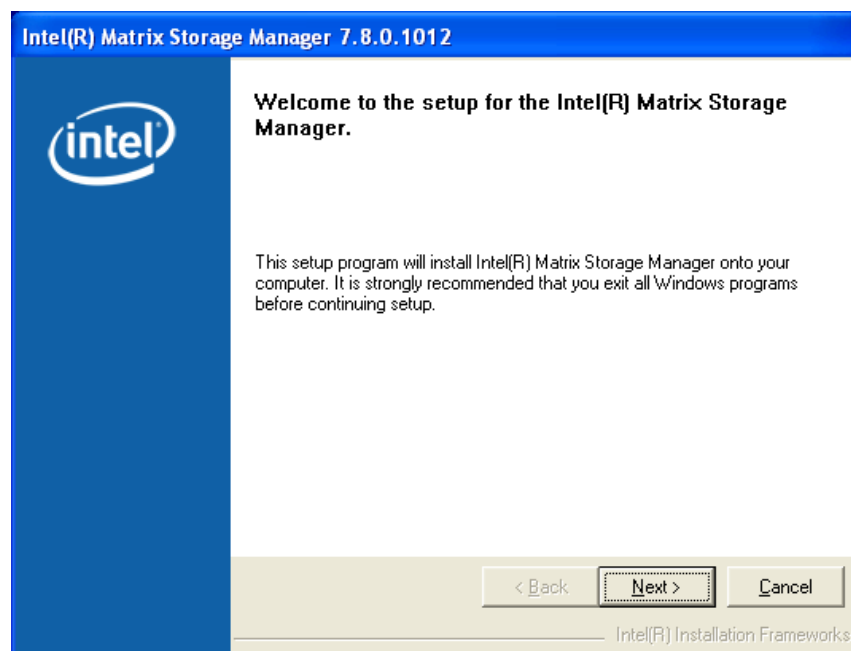 Intel(R) Matrix Storage Manager 7.8.0.1012
intel
Welcome to the setup for the Intel(R) Matrix Storage
Manager.
This setup program will install Intel(R) Matrix Storage Manager onto your
computer. It is strongly recommended that you exit all Windows programs
before continuing setup.
< Back
Next >
Cancel
Intel(R) Installation Frameworks